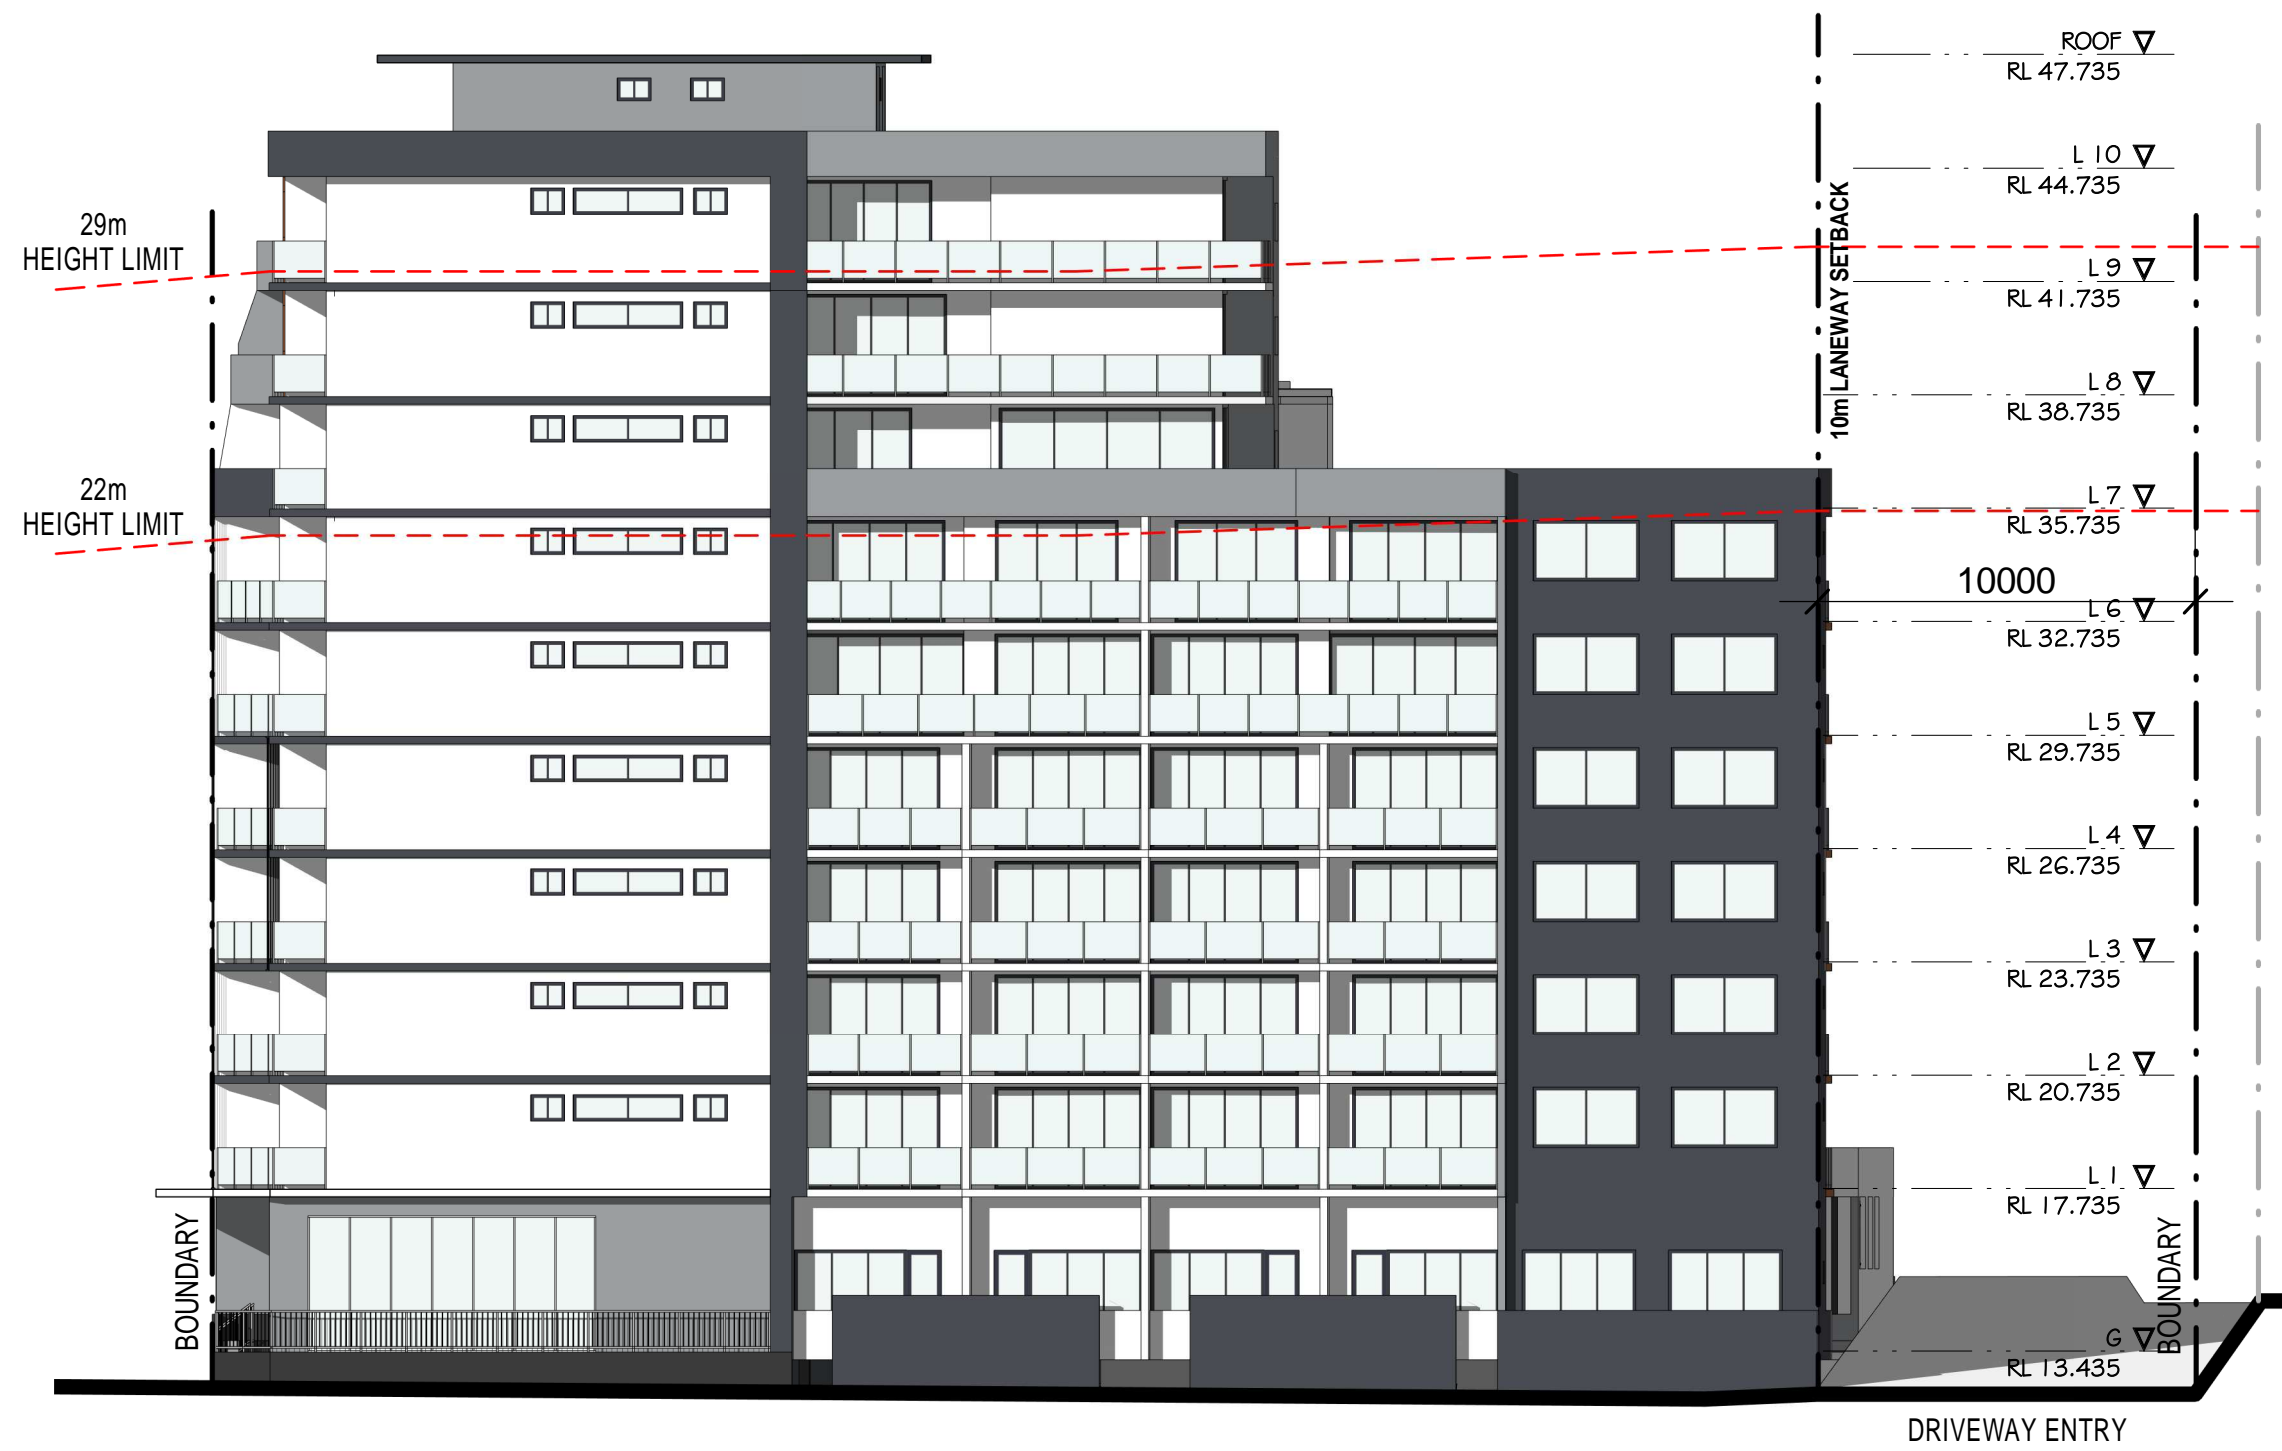 ROOF
RL 47.735
L 10
RL 44.735
29m
HEIGHT LIMIT
10m LANEWAY SETBACK
L 9
RL 41.735
L 8
RL 38.735
22m
HEIGHT LIMIT
L 7
RL 35.735
10000
L 6
RL 32.735
L 5
RL 29.735
L 4
RL 26.735
L 3
RL 23.735
L 2
RL 20.735
L 1
RL 17.735
BOUNDARY
BOUNDARY
G
RL 13.435
DRIVEWAY ENTRY